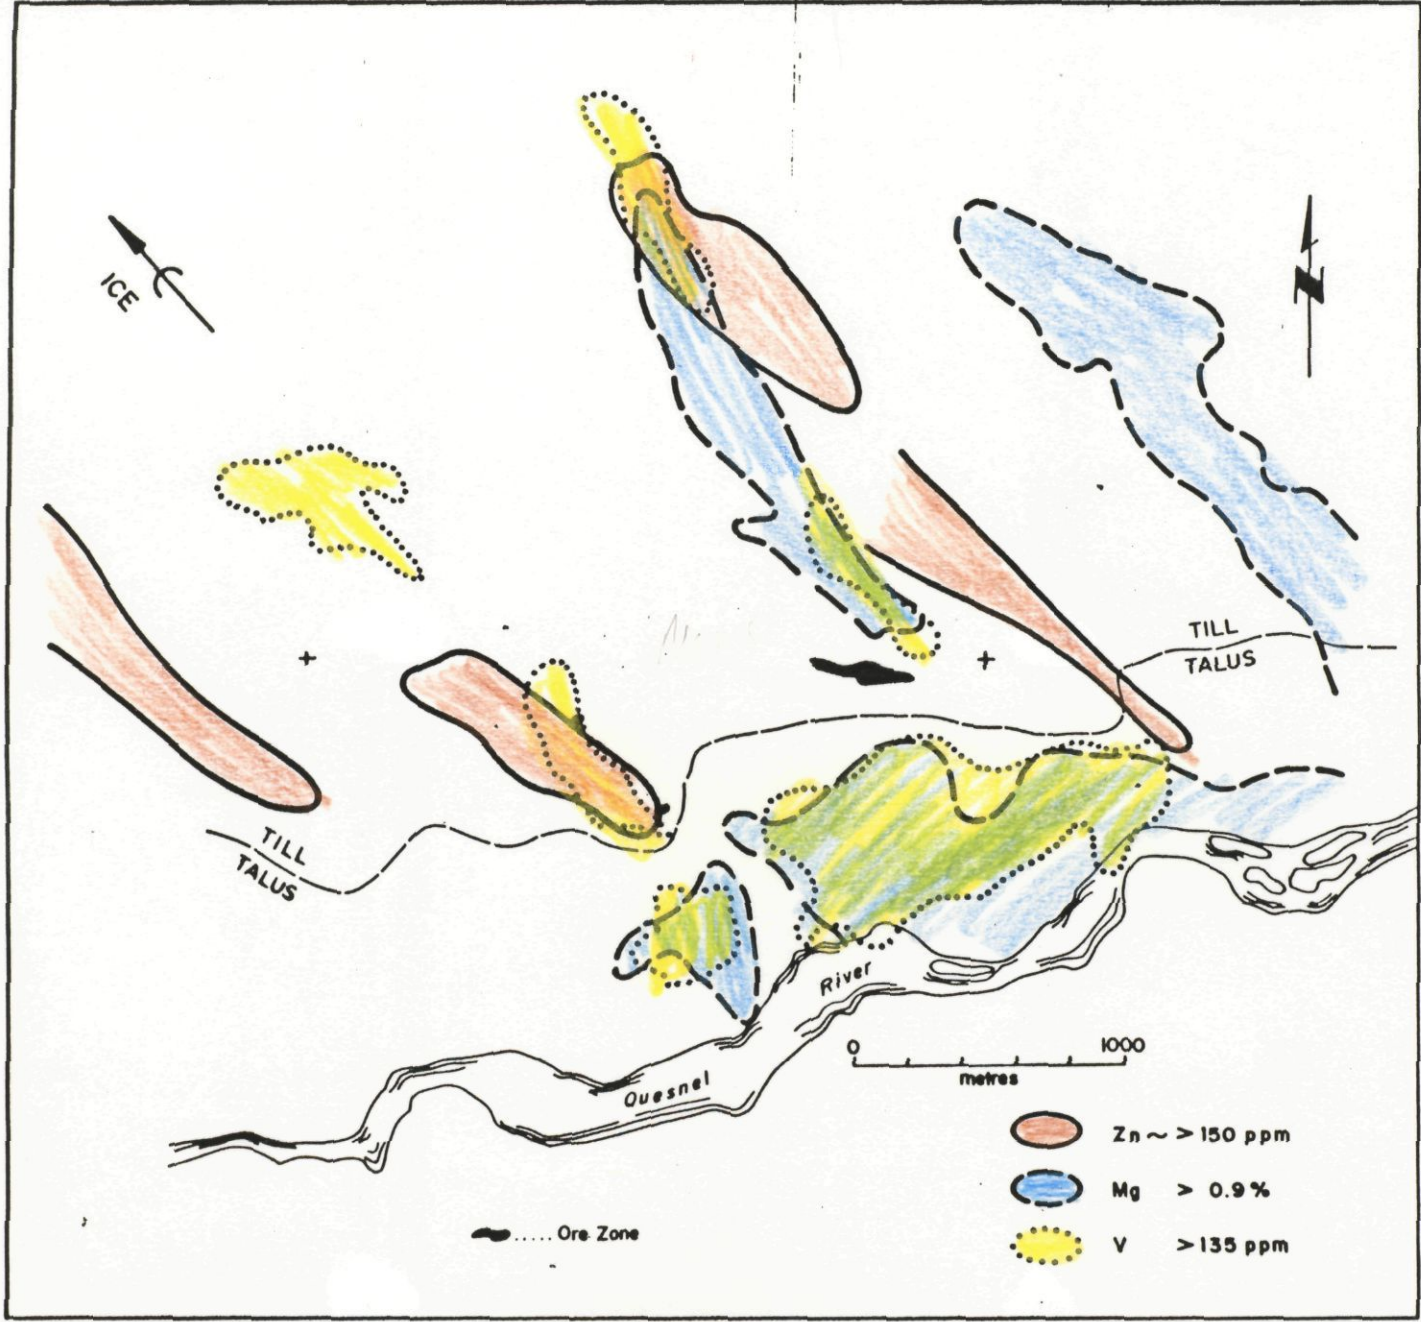 ICE
N
TILL
TALUS
TILL
TALUS
River
Quesnel
0 1000
metres
Zn ~ > 150 ppm
Mg > 0.9 %
V > 135 ppm
..... Ore Zone